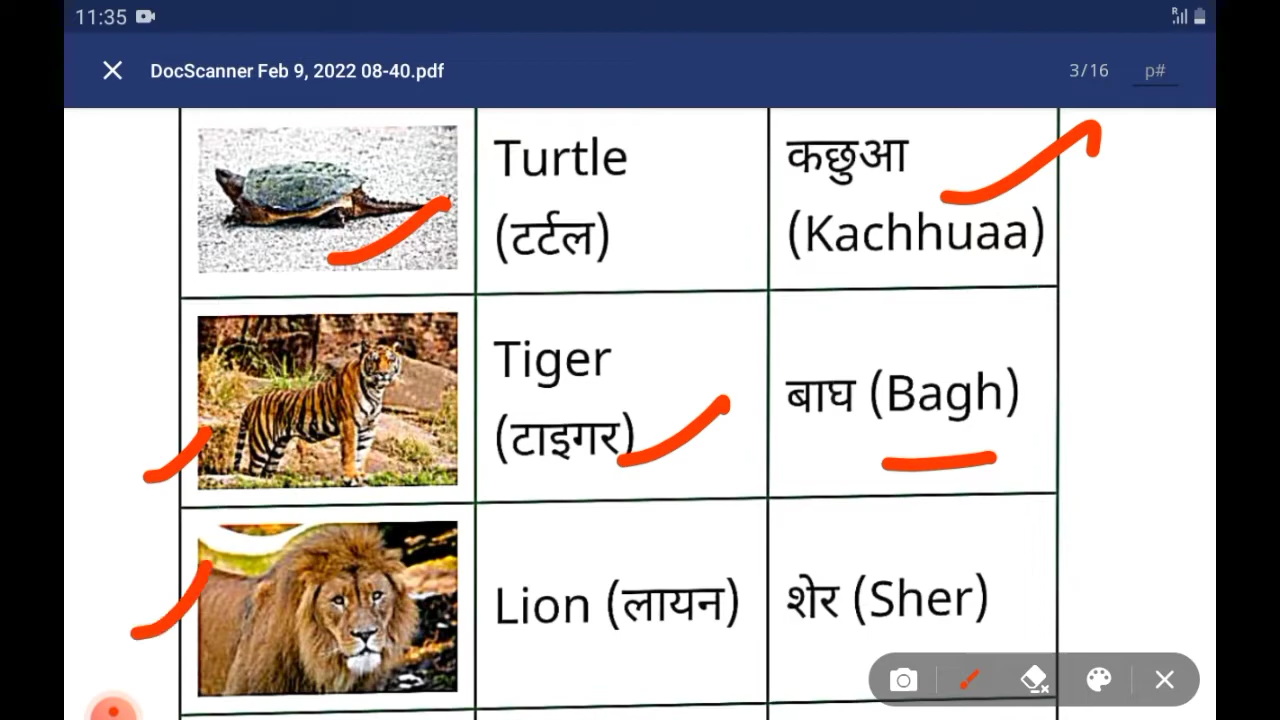 11:35
DocScanner Feb 9, 2022 08-40.pdf
3/16
p#
Turtle
(टर्टल)
कछुआ
(Kachhuaa)
Tiger
(टाइगर)
बाघ (Bagh)
Lion (लायन)
शेर (Sher)